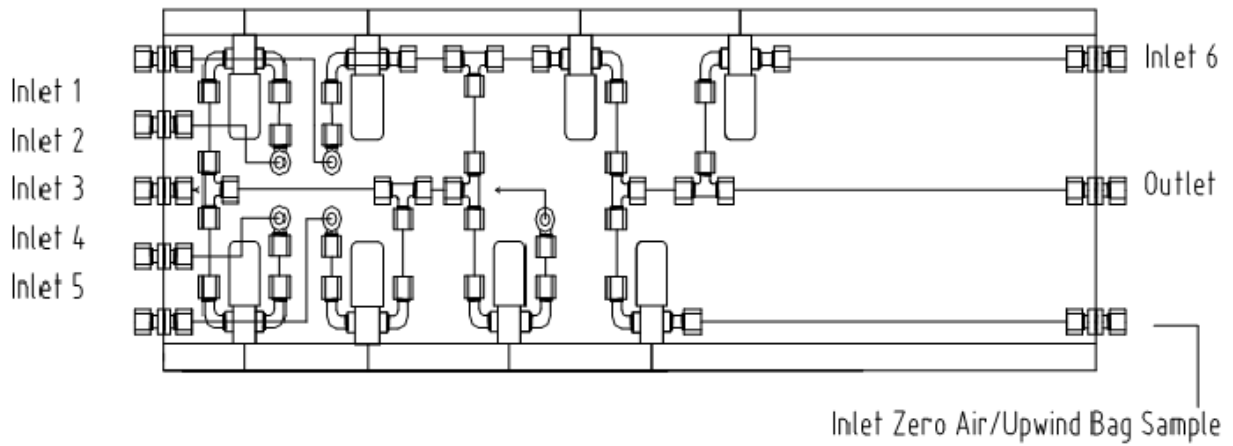 Inlet 1
Inlet 2
Inlet 3
Inlet 4
Inlet 5
Inlet 6
Outlet
Inlet Zero Air/Upwind Bag Sample